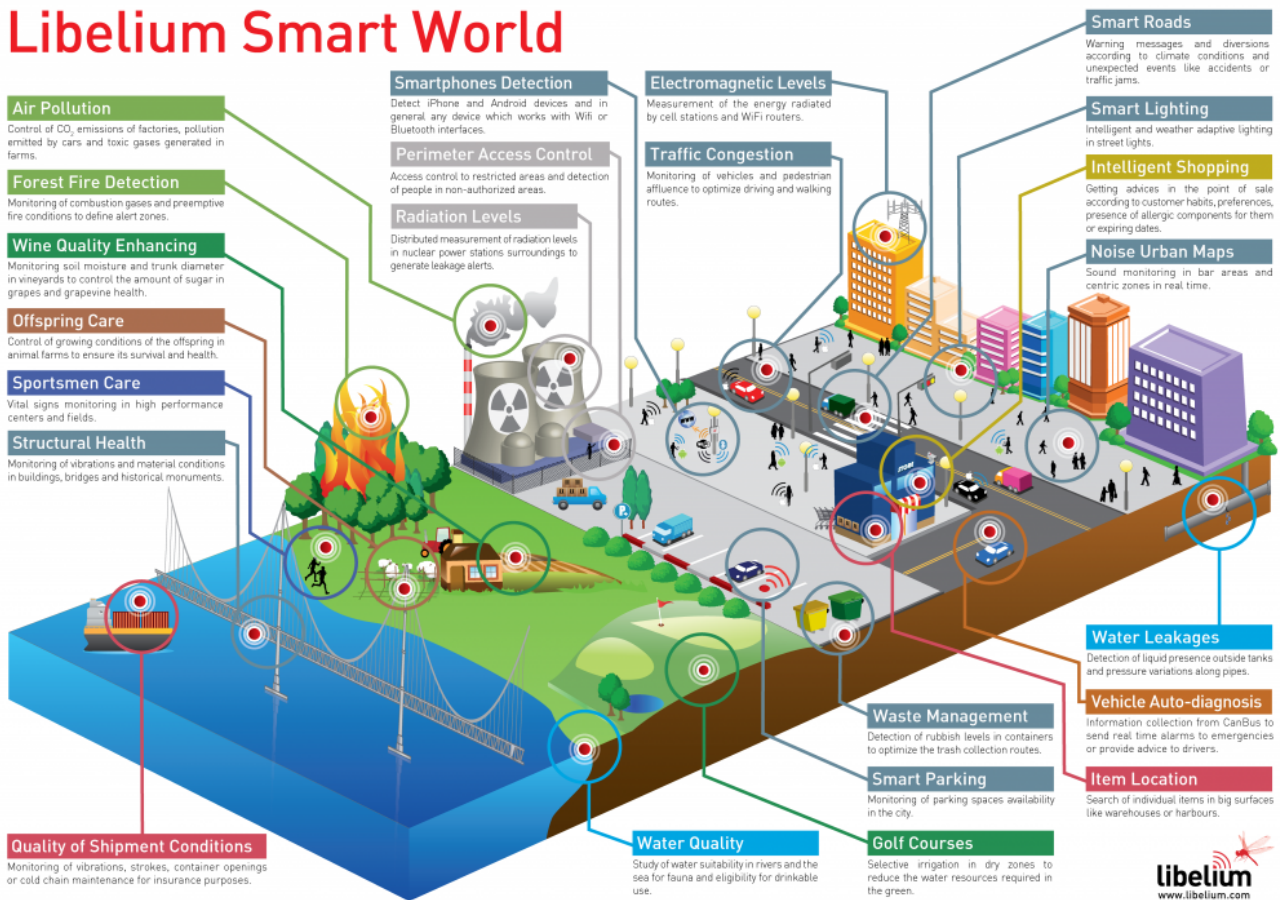 Libelium Smart World
Air Pollution
Control of CO₂ emissions of factories, pollution
emitted by cars and toxic gases generated in
farms.
Forest Fire Detection
Monitoring of combustion gases and preemptive
fire conditions to define alert zones.
Wine Quality Enhancing
Monitoring soil moisture and trunk diameter
in vineyards to control the amount of sugar in
grapes and grapevine health.
Offspring Care
Control of growing conditions of the offspring in
animal farms to ensure its survival and health.
Sportsmen Care
Vital signs monitoring in high performance
centers and fields.
Structural Health
Monitoring of vibrations and material conditions
in buildings, bridges and historical monuments.
Quality of Shipment Conditions
Monitoring of vibrations, strokes, container openings
or cold chain maintenance for insurance purposes.
Smartphones Detection
Detect iPhone and Android devices and in
general any device which works with Wifi or
Bluetooth interfaces.
Perimeter Access Control
Access control to restricted areas and detection
of people in non-authorized areas.
Radiation Levels
Distributed measurement of radiation levels
in nuclear power stations surroundings to
generate leakage alerts.
Electromagnetic Levels
Measurement of the energy radiated
by cell stations and WiFi routers.
Traffic Congestion
Monitoring of vehicles and pedestrian
affluence to optimize driving and walking
routes.
Smart Roads
Warning messages and diversions
according to climate conditions and
unexpected events like accidents or
traffic jams.
Smart Lighting
Intelligent and weather adaptive lighting
in street lights.
Intelligent Shopping
Getting advices in the point of sale
according to customer habits, preferences,
presence of allergic components for them
or expiring dates.
Noise Urban Maps
Sound monitoring in bar areas and
centric zones in real time.
STORE
P
Water Leakages
Detection of liquid presence outside tanks
and pressure variations along pipes.
Vehicle Auto-diagnosis
Information collection from CanBus to
send real time alarms to emergencies
or provide advice to drivers.
Item Location
Search of individual items in big surfaces
like warehouses or harbours.
Waste Management
Detection of rubbish levels in containers
to optimize the trash collection routes.
Smart Parking
Monitoring of parking spaces availability
in the city.
Golf Courses
Selective irrigation in dry zones to
reduce the water resources required in
the green.
Water Quality
Study of water suitability in rivers and the
sea for fauna and eligibility for drinkable
use.
libelium
www.libelium.com